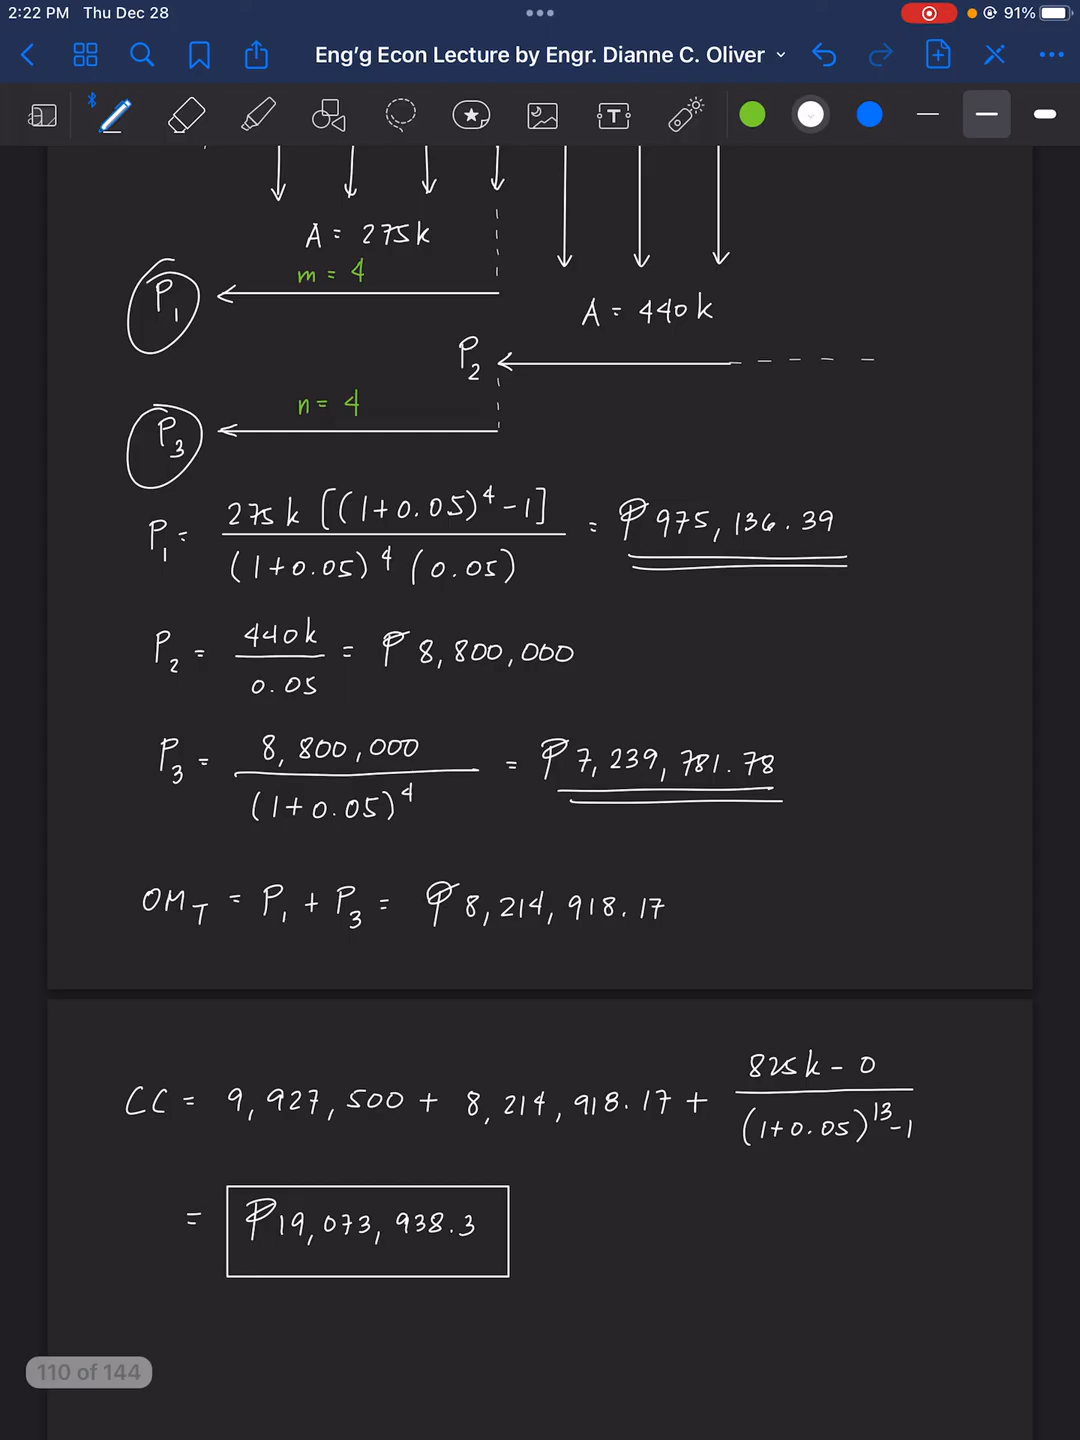 2:22 PM Thu Dec 28 91%
Eng'g Econ Lecture by Engr. Dianne C. Oliver
A = 275k
m = 4
P1
A = 440k
P2
n = 4
P3
P1 = 275k [(1+0.05)^4 -1] / (1+0.05)^4 (0.05) = ₱975,136.39
P2 = 440k / 0.05 = ₱8,800,000
P3 = 8,800,000 / (1+0.05)^4 = ₱7,239,781.78
OMT = P1 + P3 = ₱8,214,918.17
CC = 9,927,500 + 8,214,918.17 + 825k - 0 / (1+0.05)^13 -1
= ₱19,073,938.3
110 of 144